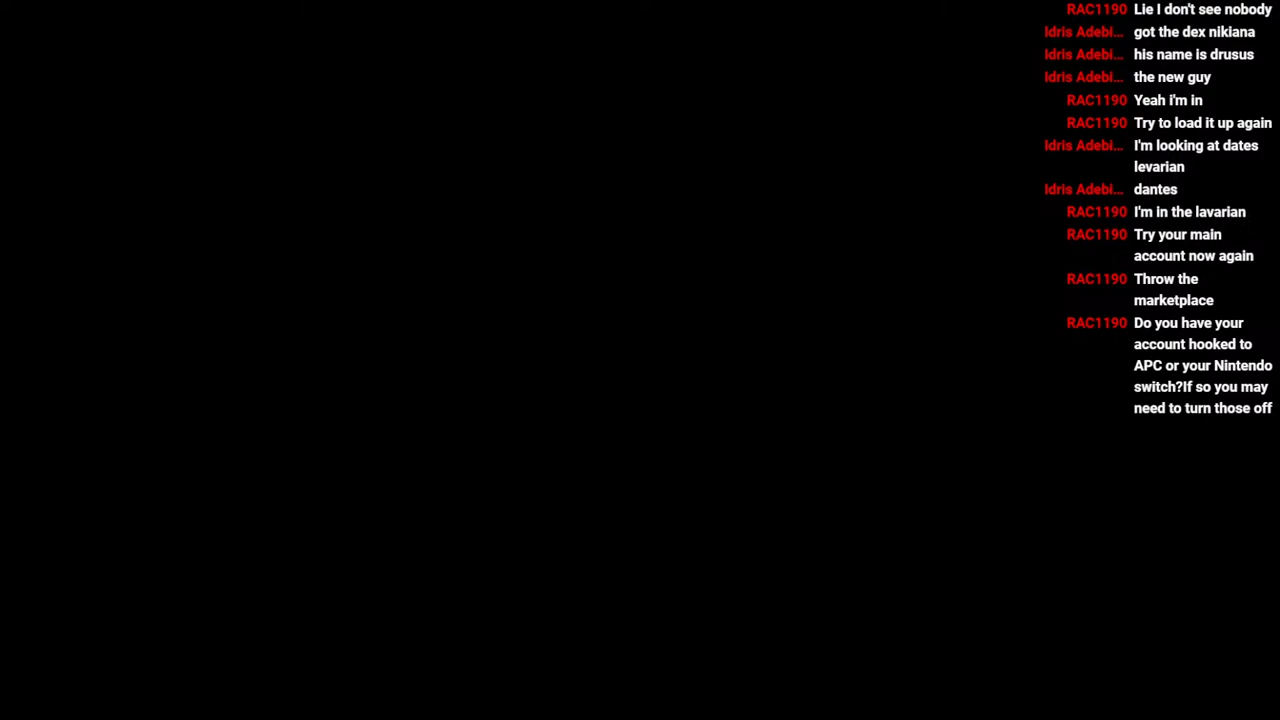 RAC1190 Lie I don't see nobody
Idris Adebi... got the dex nikiana
Idris Adebi... his name is drusus
Idris Adebi... the new guy
RAC1190 Yeah i'm in
RAC1190 Try to load it up again
Idris Adebi... I'm looking at dates
levarian
Idris Adebi... dantes
RAC1190 I'm in the lavarian
RAC1190 Try your main
account now again
RAC1190 Throw the
marketplace
RAC1190 Do you have your
account hooked to
APC or your Nintendo
switch?If so you may
need to turn those off